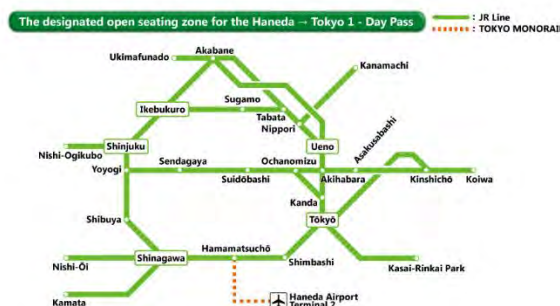 The designated open seating zone for the Haneda → Tokyo 1 - Day Pass
: JR Line
: TOKYO MONORAIL
Ukimafunado
Akabane
Kanamachi
Ikebukuro
Sugamo
Tabata
Nippori
Shinjuku
Ueno
Asakusabashi
Nishi-Ogikubo
Yoyogi
Sendagaya
Ochanomizu
Suidōbashi
Akihabara
Kinshichō
Koiwa
Kanda
Shibuya
Tōkyō
Hamamatsuchō
Nishi-Ōi
Shinagawa
Shimbashi
Kasai-Rinkai Park
Kamata
Haneda Airport
Terminal 2